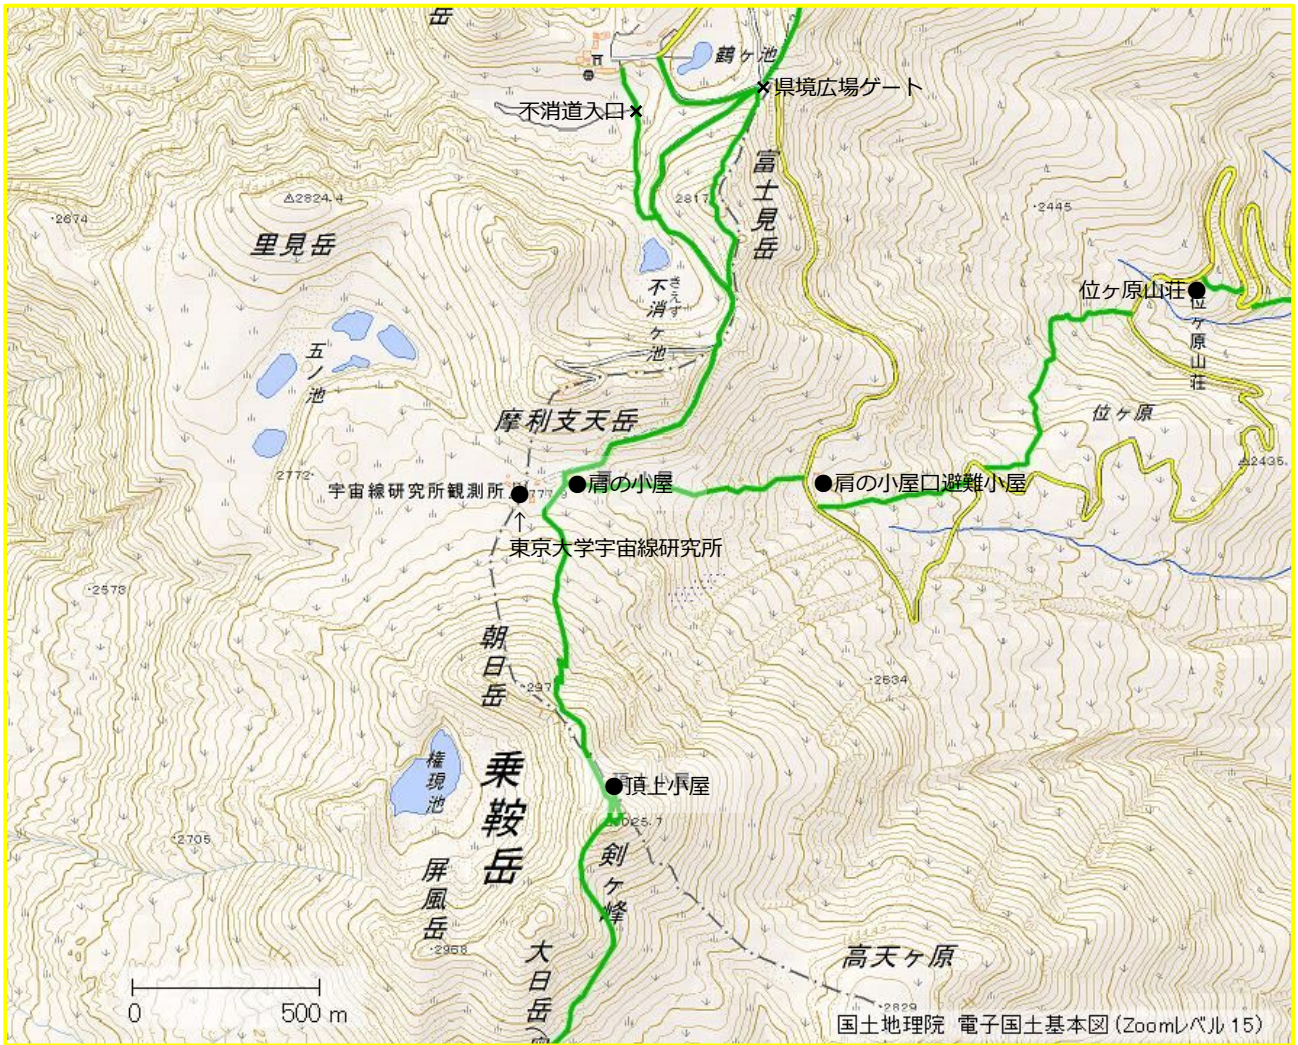 岳
鶴ヶ池
県境広場ゲート
不消道入口
富士見岳
2824.4
2817
2674
2445
里見岳
位ヶ原山荘
位ヶ原山荘
さえず
不消ヶ池
五ノ池
摩利支天岳
位ヶ原
2435.
2772
宇宙線研究所観測所
肩の小屋
肩の小屋口避難小屋
東京大学宇宙線研究所
2573
朝日岳
297
2634
2400
権現池
乗鞍岳
頂上小屋
2705
屏風岳
剣ヶ峰
2968
大日岳
高天ヶ原
2829
0
500 m
国土地理院 電子国土基本図 (Zoomレベル 15)